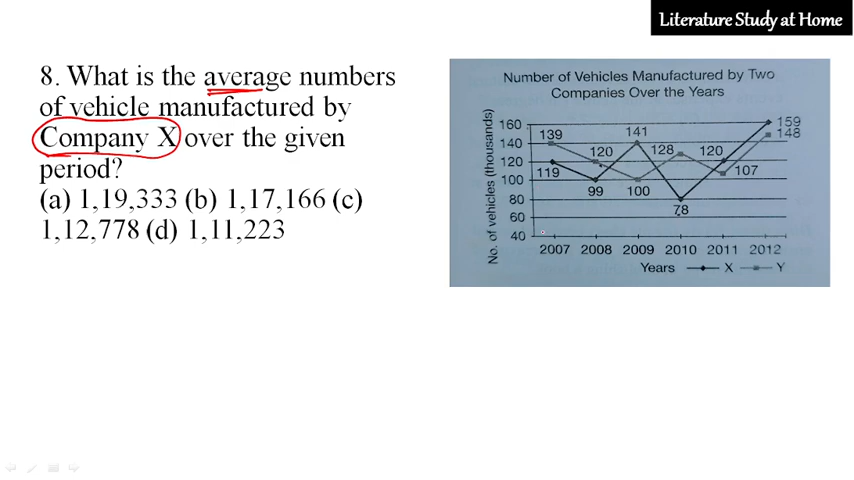 Literature Study at Home
8. What is the average numbers
of vehicle manufactured by
Company X over the given
period?
(a) 1,19,333 (b) 1,17,166 (c)
1,12,778 (d) 1,11,223
Number of Vehicles Manufactured by Two
Companies Over the Years
No. of vehicles (thousands)
160
140
120
100
80
60
40
139
119
120
99
141
100
128
78
120
107
159
148
2007 2008 2009 2010 2011 2012
Years X Y